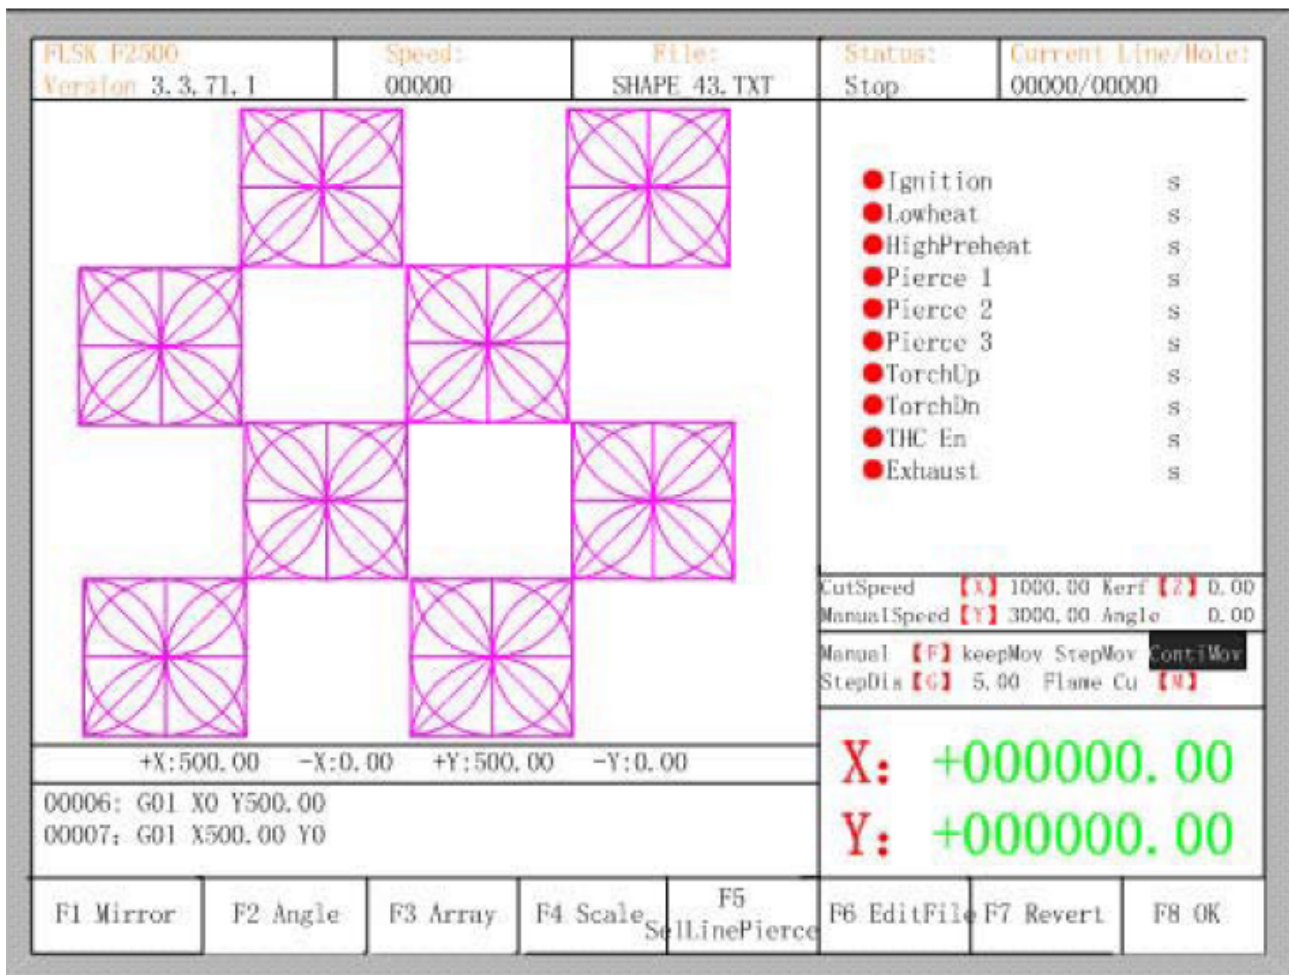 FLSK F2500 Speed: File: Status: Current Line/Hole:
Version 3.3.71.1 00000 SHAPE 43.TXT Stop 00000/00000
Ignition s
Lowheat s
HighPreheat s
Pierce 1 s
Pierce 2 s
Pierce 3 s
TorchUp s
TorchDn s
THC En s
Exhaust s
CutSpeed 【X】 1000.00 Kerf 【Z】 0.00
ManualSpeed 【Y】 3000.00 Angle 0.00
Manual 【F】 keepMov StepMov ContiMov
StepDis 【G】 5.00 Flame Cu 【M】
+X:500.00 -X:0.00 +Y:500.00 -Y:0.00
00006: G01 X0 Y500.00
00007: G01 X500.00 Y0
X: +000000.00
Y: +000000.00
F1 Mirror F2 Angle F3 Array F4 Scale F5 SelLinePierce F6 EditFile F7 Revert F8 OK